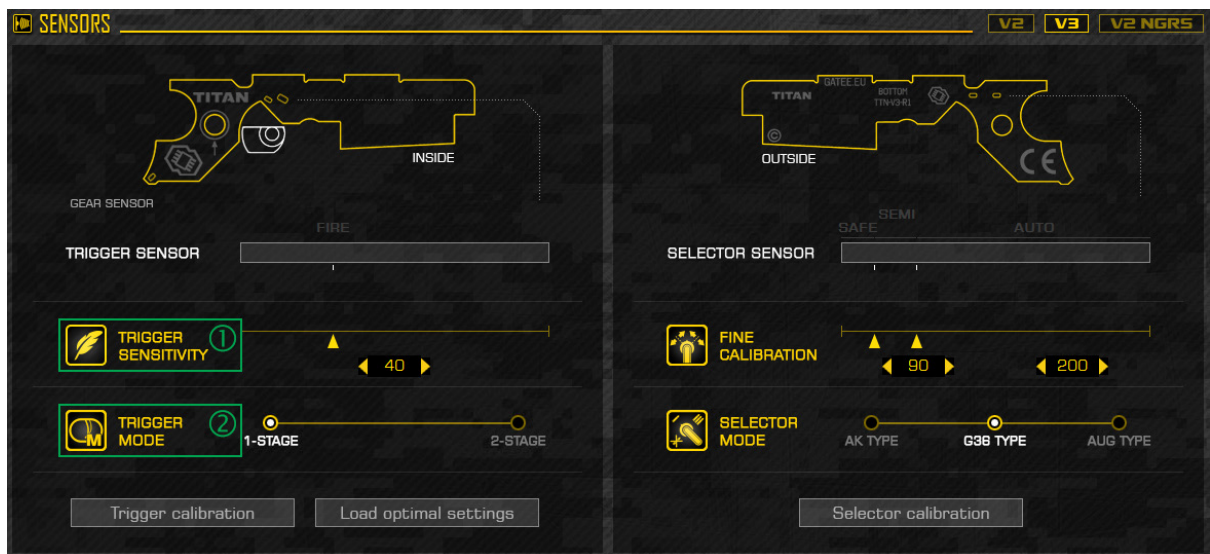 SENSORS
V2 V3 V2 NGRS
TITAN
INSIDE
GEAR SENSOR
FIRE
TRIGGER SENSOR
TRIGGER
SENSITIVITY
①
40
TRIGGER
MODE
②
1-STAGE
2-STAGE
Trigger calibration
Load optimal settings
TITAN
GATEE.EU
BOTTOM
TTN-V3-R1
©
OUTSIDE
CE
SEMI
SAFE
AUTO
SELECTOR SENSOR
FINE
CALIBRATION
90
200
SELECTOR
MODE
AK TYPE
G36 TYPE
AUG TYPE
Selector calibration